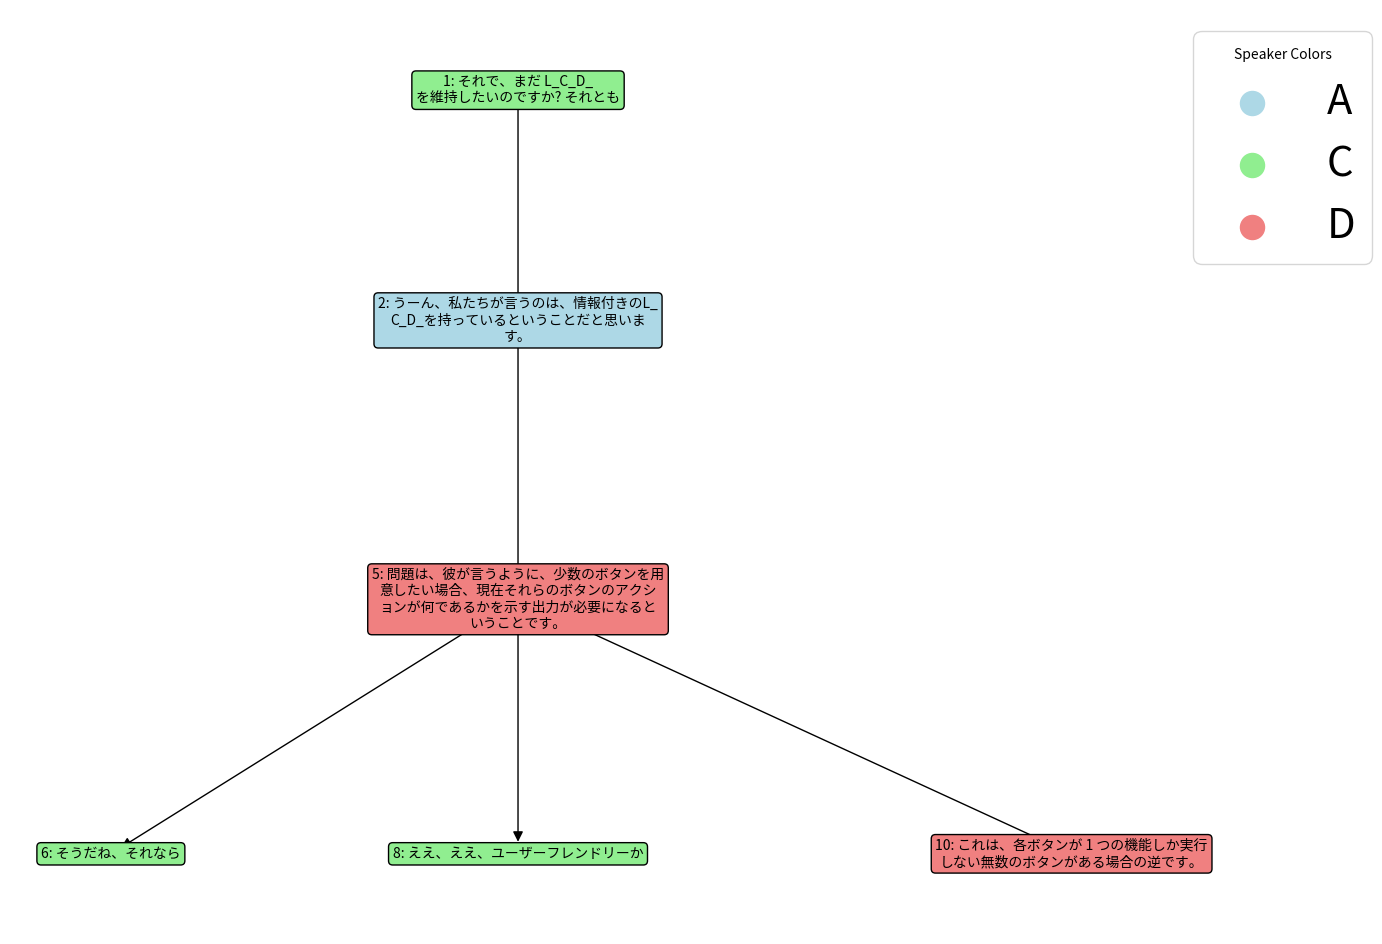 Speaker Colors
A
C
D
1: それで、まだ L_C_D_
を維持したいのですか? それとも
2: うーん、私たちが言うのは、情報付きのL_
C_D_を持っているということだと思いま
す。
5: 問題は、彼が言うように、少数のボタンを用
意したい場合、現在それらのボタンのアクシ
ョンが何であるかを示す出力が必要になると
いうことです。
6: そうだね、それなら
8: ええ、ええ、ユーザーフレンドリーか
10: これは、各ボタンが 1 つの機能しか実行
しない無数のボタンがある場合の逆です。